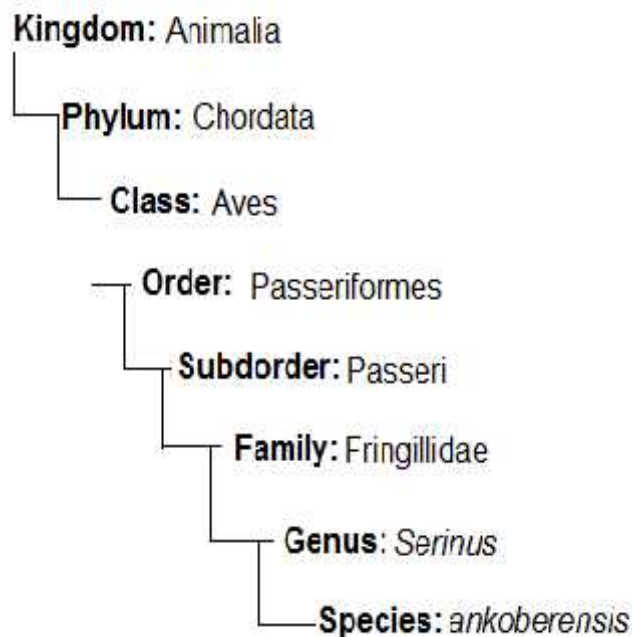 Kingdom: Animalia
Phylum: Chordata
Class: Aves
Order: Passeriformes
Subdorder: Passeri
Family: Fringillidae
Genus: Serinus
Species: ankoberensis